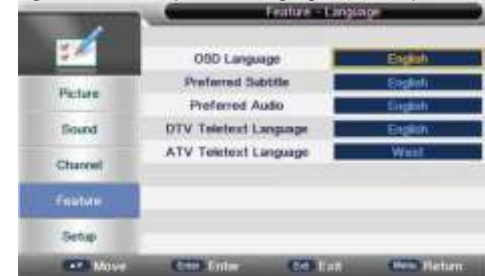 Feature - Language
OSD Language English
Preferred Subtitle English
Picture
Preferred Audio English
Sound
DTV Teletext Language English
ATV Teletext Language West
Channel
Feature
Setup
Move Enter Enter Exit Exit Menu Return